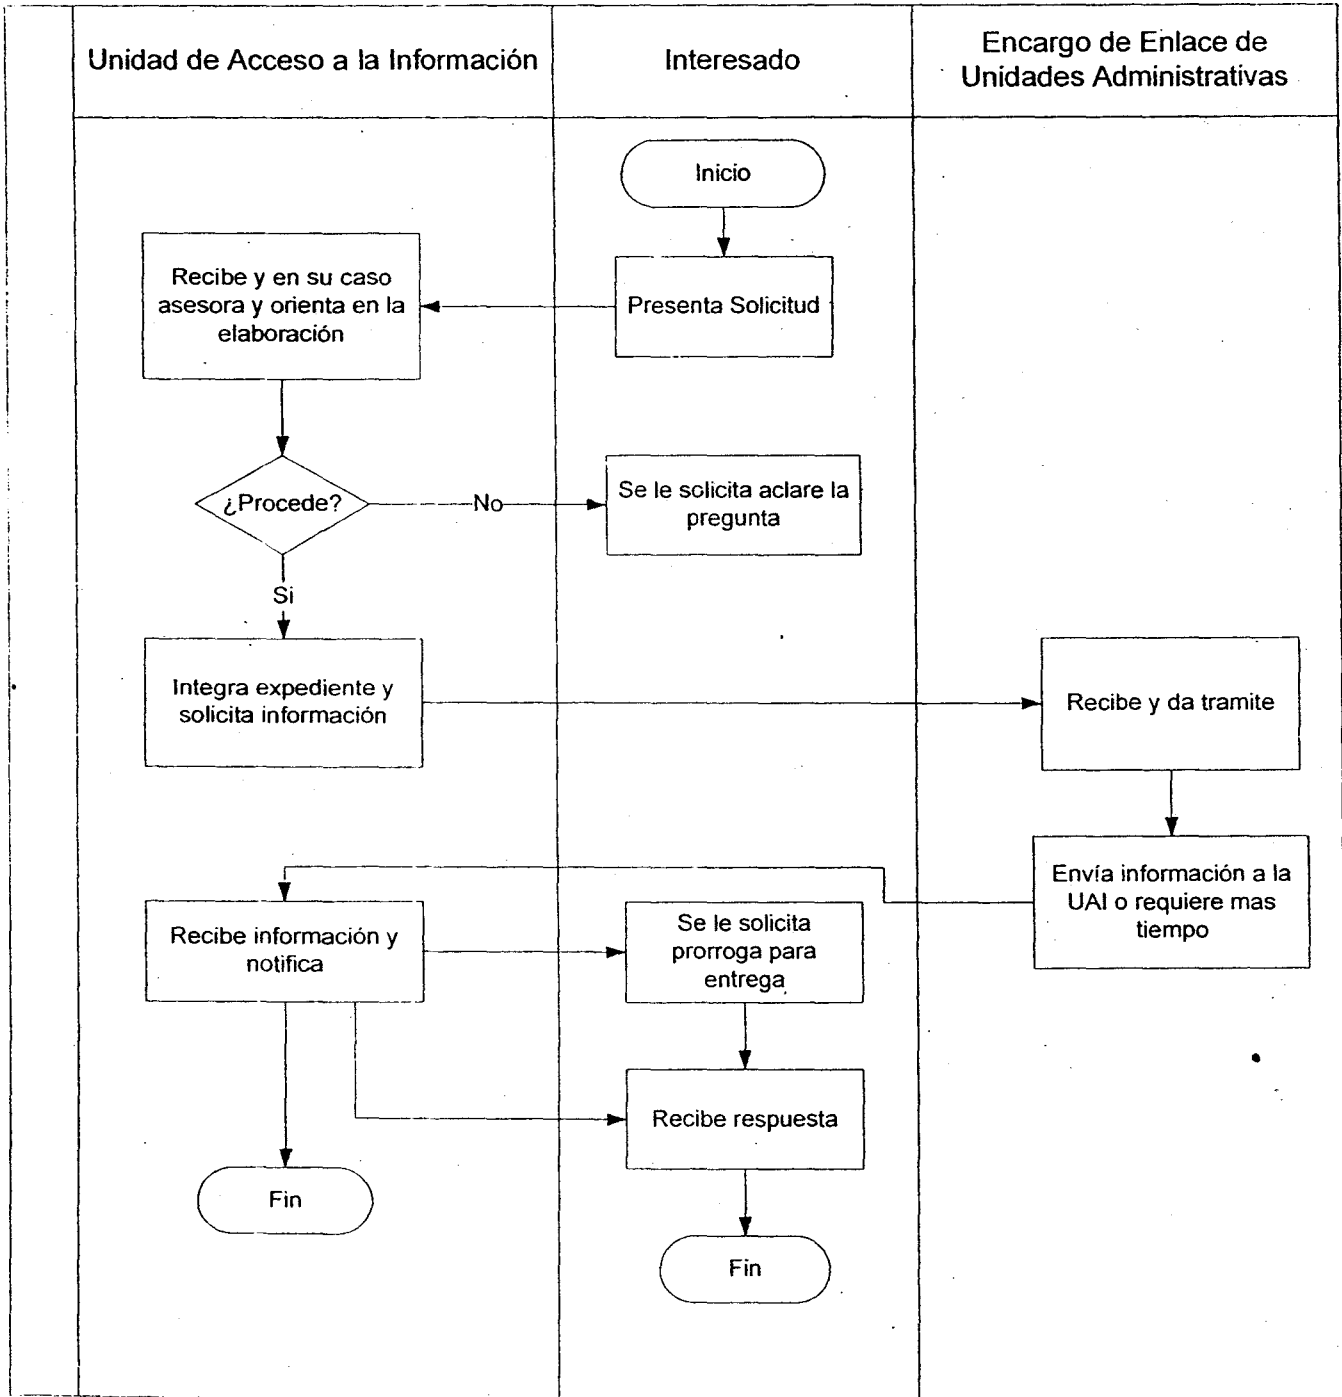 Unidad de Acceso a la Información
Interesado
Encargo de Enlace de
Unidades Administrativas
Inicio
Recibe y en su caso
asesora y orienta en la
elaboración
Presenta Solicitud
¿Procede?
No
Se le solicita aclare la
pregunta
Si
Integra expediente y
solicita información
Recibe y da tramite
Envía información a la
UAI o requiere mas
tiempo
Recibe información y
notifica
Se le solicita
prorroga para
entrega
Recibe respuesta
Fin
Fin